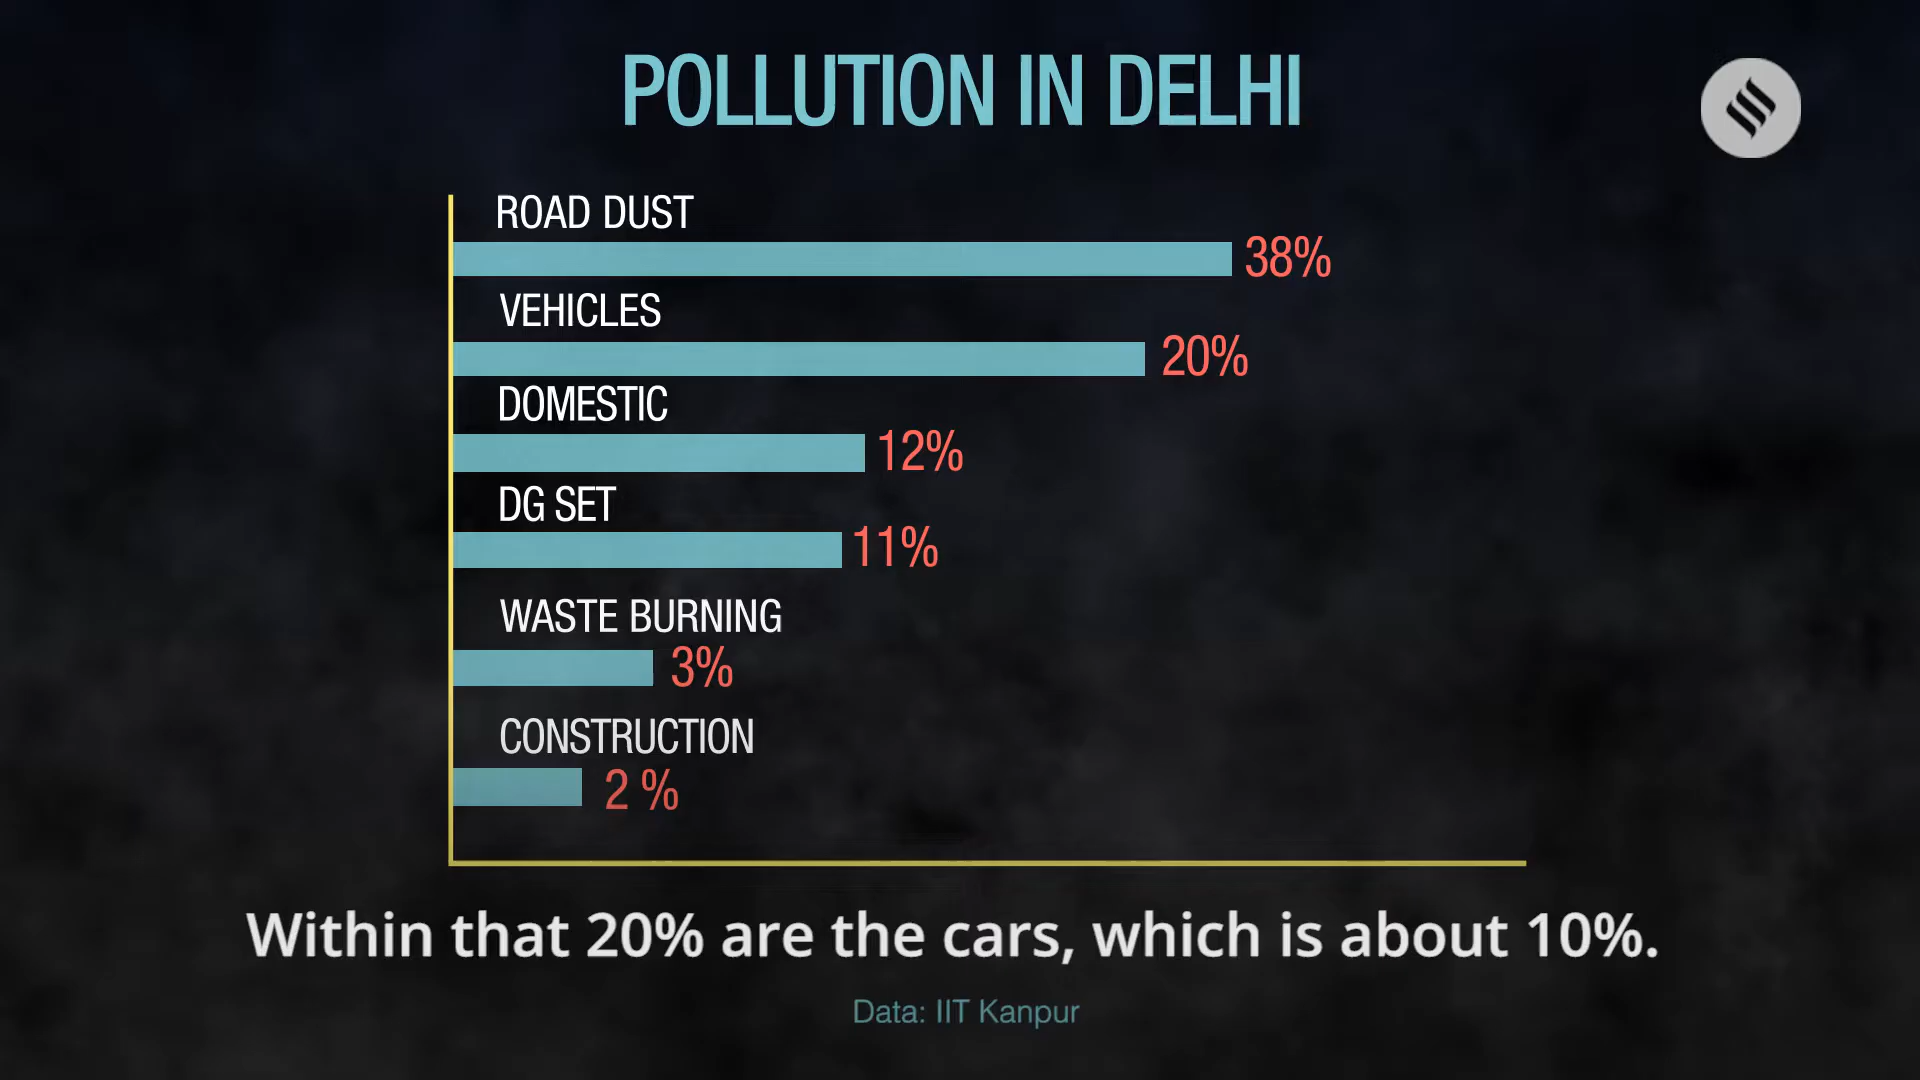 POLLUTION IN DELHI
ROAD DUST
38%
VEHICLES
20%
DOMESTIC
12%
DG SET
11%
WASTE BURNING
3%
CONSTRUCTION
2 %
Within that 20% are the cars, which is about 10%.
Data: IIT Kanpur